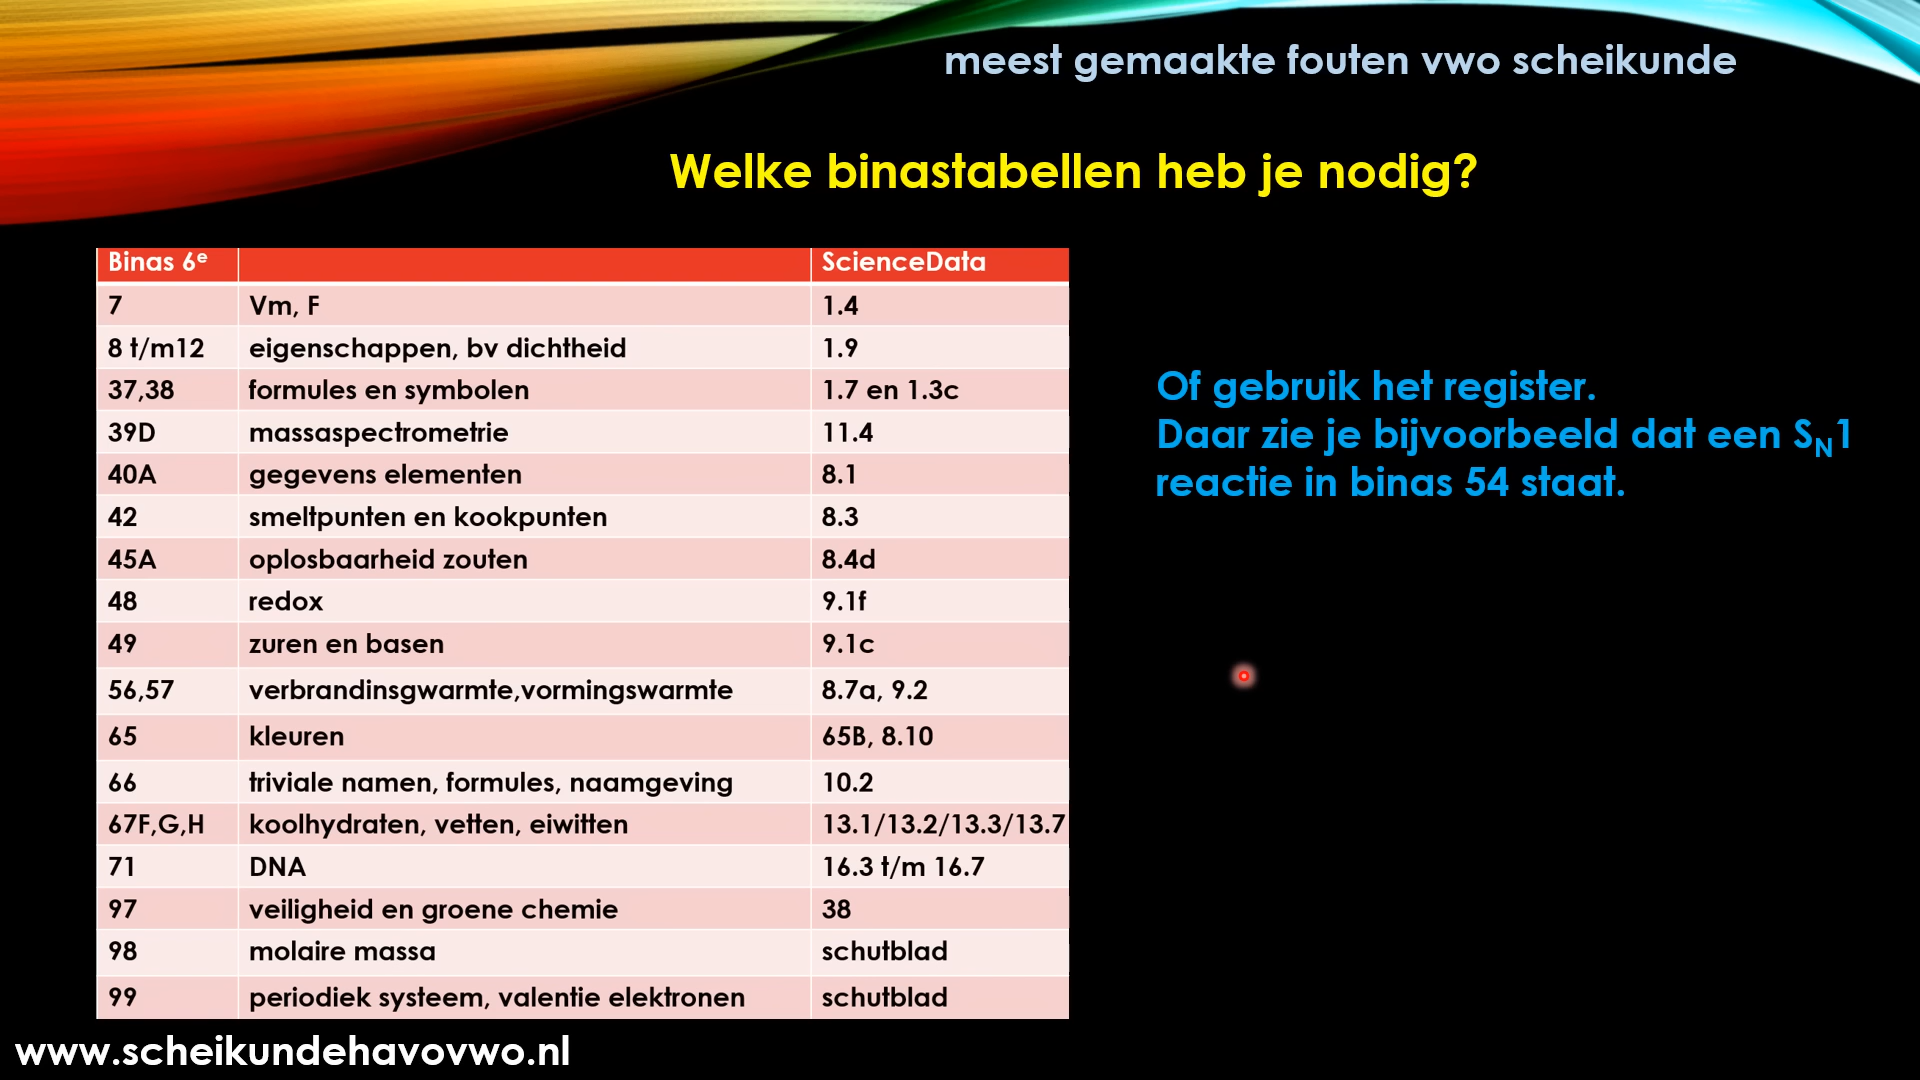 meest gemaakte fouten vwo scheikunde
Welke binastabellen heb je nodig?
Binas 6ᵉ ScienceData
7 Vm, F 1.4
8 t/m12 eigenschappen, bv dichtheid 1.9
37,38 formules en symbolen 1.7 en 1.3c
39D massaspectrometrie 11.4
40A gegevens elementen 8.1
42 smeltpunten en kookpunten 8.3
45A oplosbaarheid zouten 8.4d
48 redox 9.1f
49 zuren en basen 9.1c
56,57 verbrandinsgwarmte,vormingswarmte 8.7a, 9.2
65 kleuren 65B, 8.10
66 triviale namen, formules, naamgeving 10.2
67F,G,H koolhydraten, vetten, eiwitten 13.1/13.2/13.3/13.7
71 DNA 16.3 t/m 16.7
97 veiligheid en groene chemie 38
98 molaire massa schutblad
99 periodiek systeem, valentie elektronen schutblad
Of gebruik het register.
Daar zie je bijvoorbeeld dat een S_N1
reactie in binas 54 staat.
www.scheikundehavovwo.nl